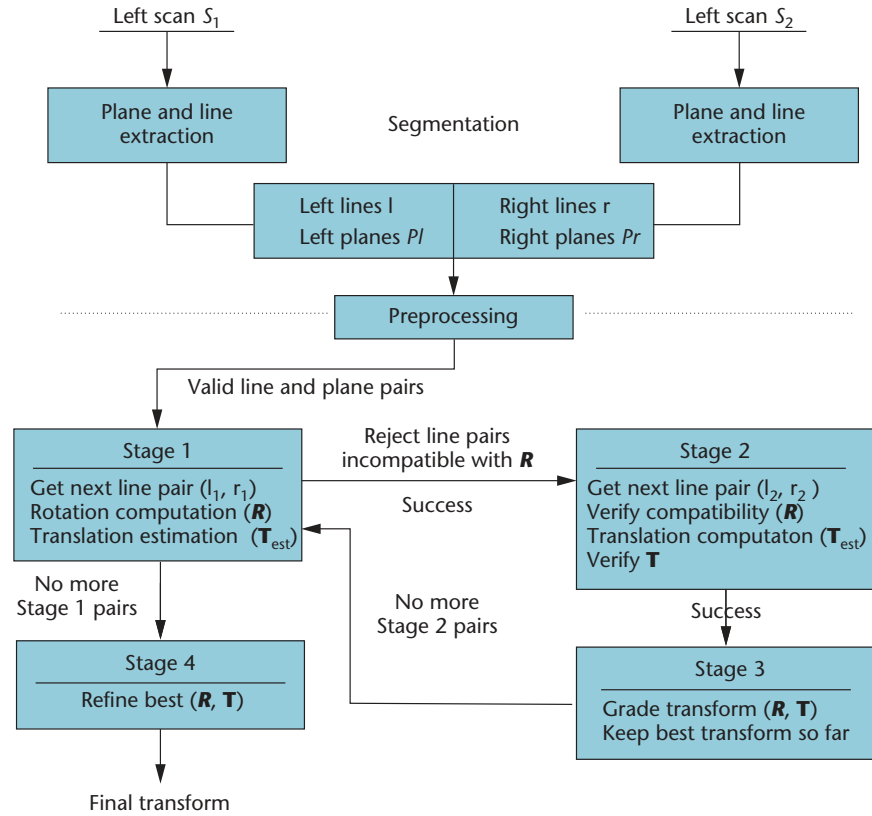 Left scan S1
Left scan S2
Plane and line
extraction
Segmentation
Plane and line
extraction
Left lines l
Left planes Pl
Right lines r
Right planes Pr
Preprocessing
Valid line and plane pairs
Stage 1
Get next line pair (l1, r1)
Rotation computation (R)
Translation estimation (Test)
Reject line pairs
incompatible with R
Success
Stage 2
Get next line pair (l2, r2 )
Verify compatibility (R)
Translation computaton (Test)
Verify T
No more
Stage 1 pairs
No more
Stage 2 pairs
Success
Stage 4
Refine best (R, T)
Stage 3
Grade transform (R, T)
Keep best transform so far
Final transform